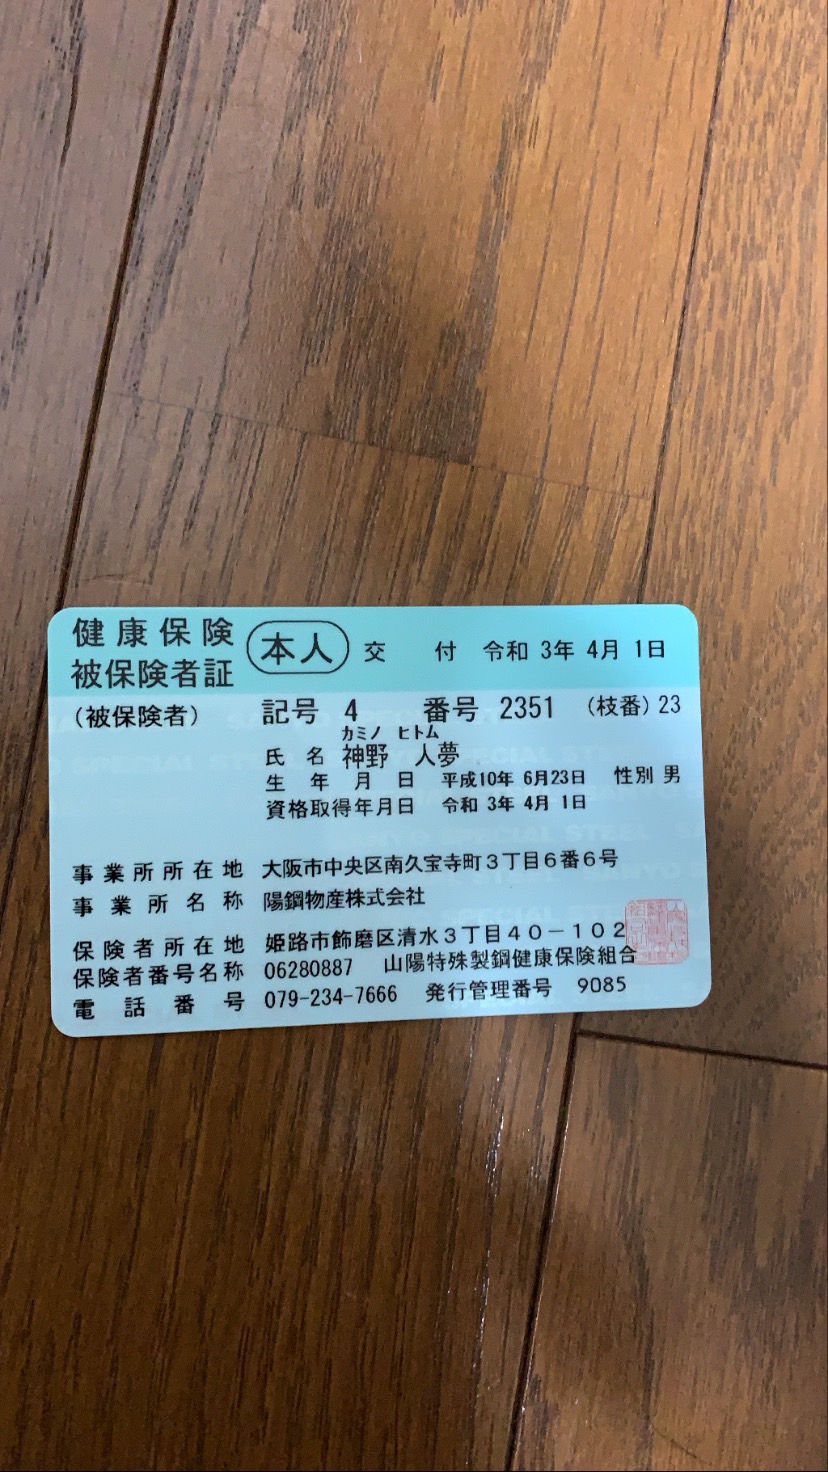 健康保険
被保険者証
本人 交付 令和 3年 4月 1日
(被保険者) 記号 4 番号 2351 (枝番) 23
カミノ ヒトム
氏名 神野 人夢
生年月日 平成10年 6月23日 性別 男
資格取得年月日 令和 3年 4月 1日
事業所所在地 大阪市中央区南久宝寺町3丁目6番6号
事業所名称 陽鋼物産株式会社
保険者所在地 姫路市飾磨区清水3丁目40-102
保険者番号名称 06280887 山陽特殊製鋼健康保険組合
電話番号 079-234-7666 発行管理番号 9085